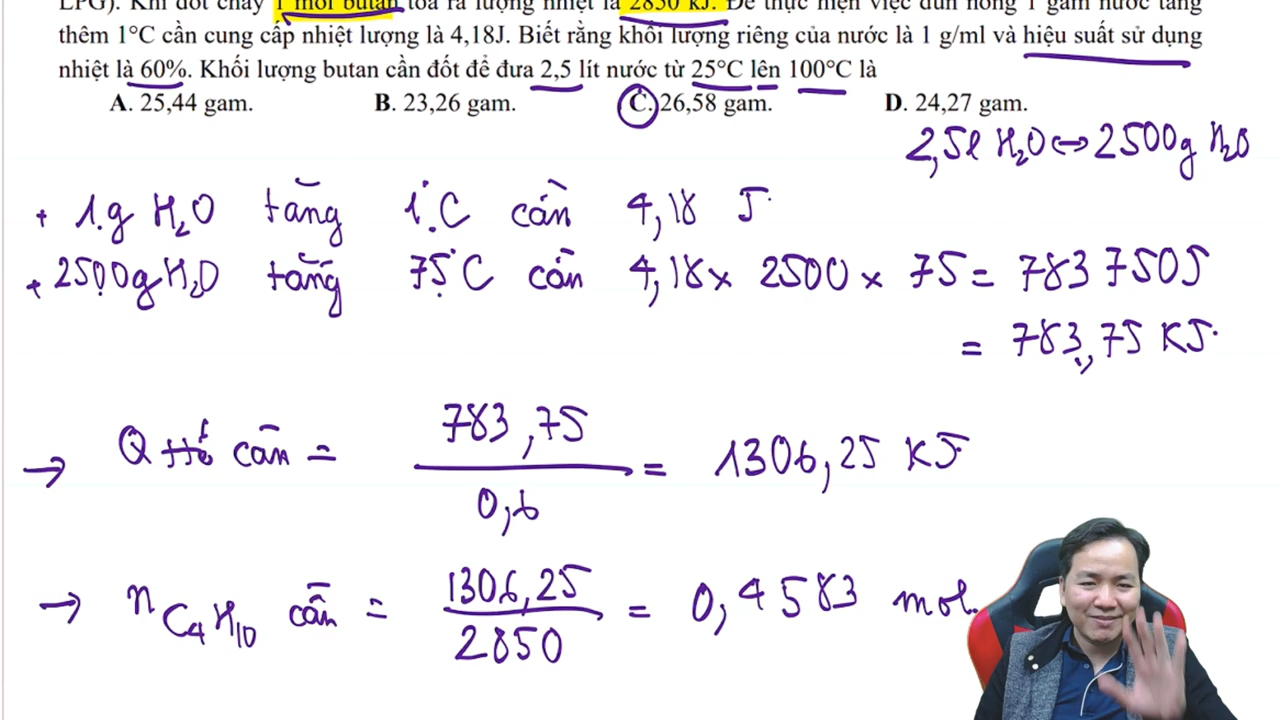 LPG). Khi đốt cháy 1 mol butan tỏa ra lượng nhiệt là 2850 kJ. Để thực hiện việc đun nóng 1 gam nước tăng
thêm 1°C cần cung cấp nhiệt lượng là 4,18J. Biết rằng khối lượng riêng của nước là 1 g/ml và hiệu suất sử dụng
nhiệt là 60%. Khối lượng butan cần đốt để đưa 2,5 lít nước từ 25°C lên 100°C là
A. 25,44 gam. B. 23,26 gam. C. 26,58 gam. D. 24,27 gam.
2,5l H₂O ↔ 2500g H₂O
+ 1.g H₂O tăng 1°C cần 4,18 J.
+ 2500g H₂O tăng 75°C cần 4,18 x 2500 x 75 = 783 750J
= 783,75 KJ.
→ Q ttế cần = 783,75 / 0,6 = 1306,25 KJ
→ n C₄H₁₀ cần = 1306,25 / 2850 = 0,4583 mol.